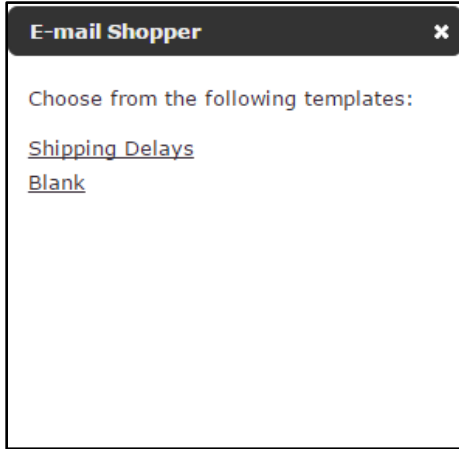 E-mail Shopper
Choose from the following templates:
Shipping Delays
Blank